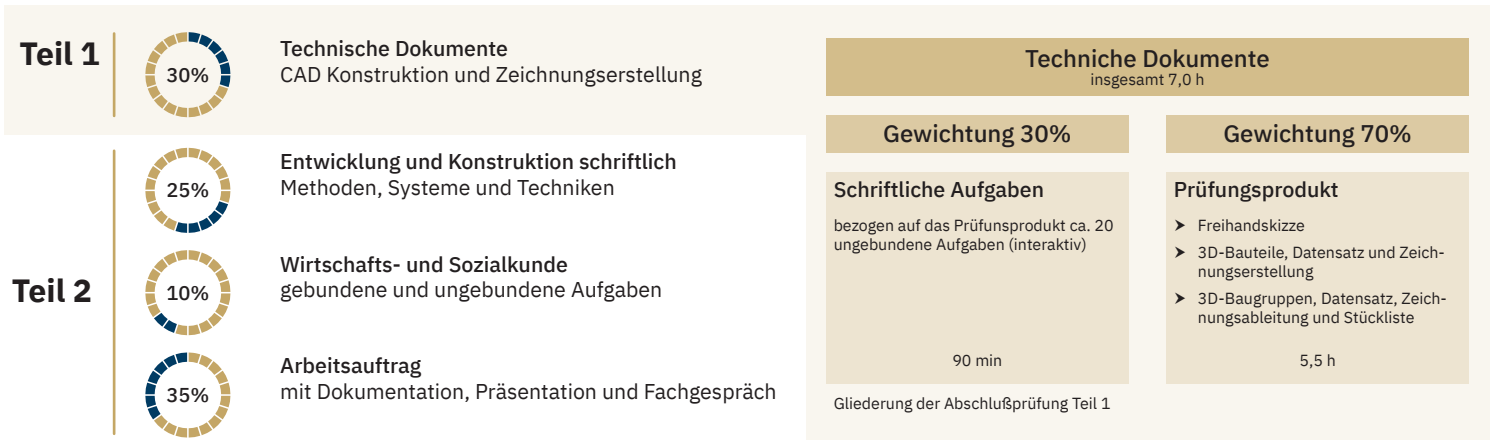 Teil 1
30%
Technische Dokumente
CAD Konstruktion und Zeichnungserstellung
Teil 2
25%
Entwicklung und Konstruktion schriftlich
Methoden, Systeme und Techniken
10%
Wirtschafts- und Sozialkunde
gebundene und ungebundene Aufgaben
35%
Arbeitsauftrag
mit Dokumentation, Präsentation und Fachgespräch
Techniche Dokumente
insgesamt 7,0 h
Gewichtung 30%
Schriftliche Aufgaben
bezogen auf das Prüfunsprodukt ca. 20
ungebundene Aufgaben (interaktiv)
90 min
Gewichtung 70%
Prüfungsprodukt
➤ Freihandskizze
➤ 3D-Bauteile, Datensatz und Zeich-
nungserstellung
➤ 3D-Baugruppen, Datensatz, Zeich-
nungsableitung und Stückliste
5,5 h
Gliederung der Abschlußprüfung Teil 1